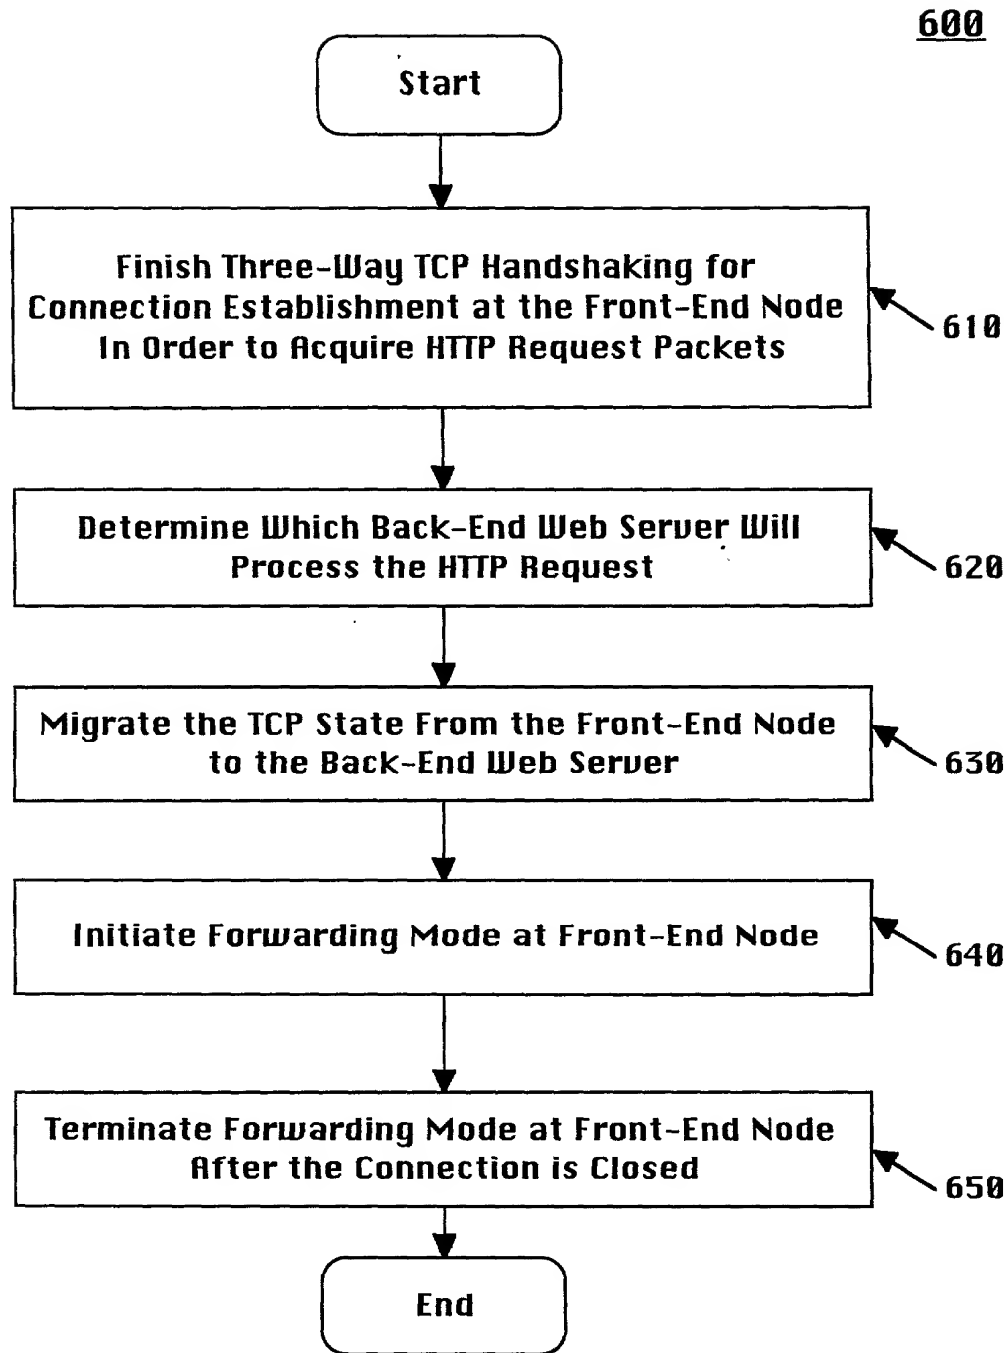 600
Start
Finish Three-Way TCP Handshaking for
Connection Establishment at the Front-End Node
In Order to Acquire HTTP Request Packets
610
Determine Which Back-End Web Server Will
Process the HTTP Request
620
Migrate the TCP State From the Front-End Node
to the Back-End Web Server
630
Initiate Forwarding Mode at Front-End Node
640
Terminate Forwarding Mode at Front-End Node
After the Connection is Closed
650
End